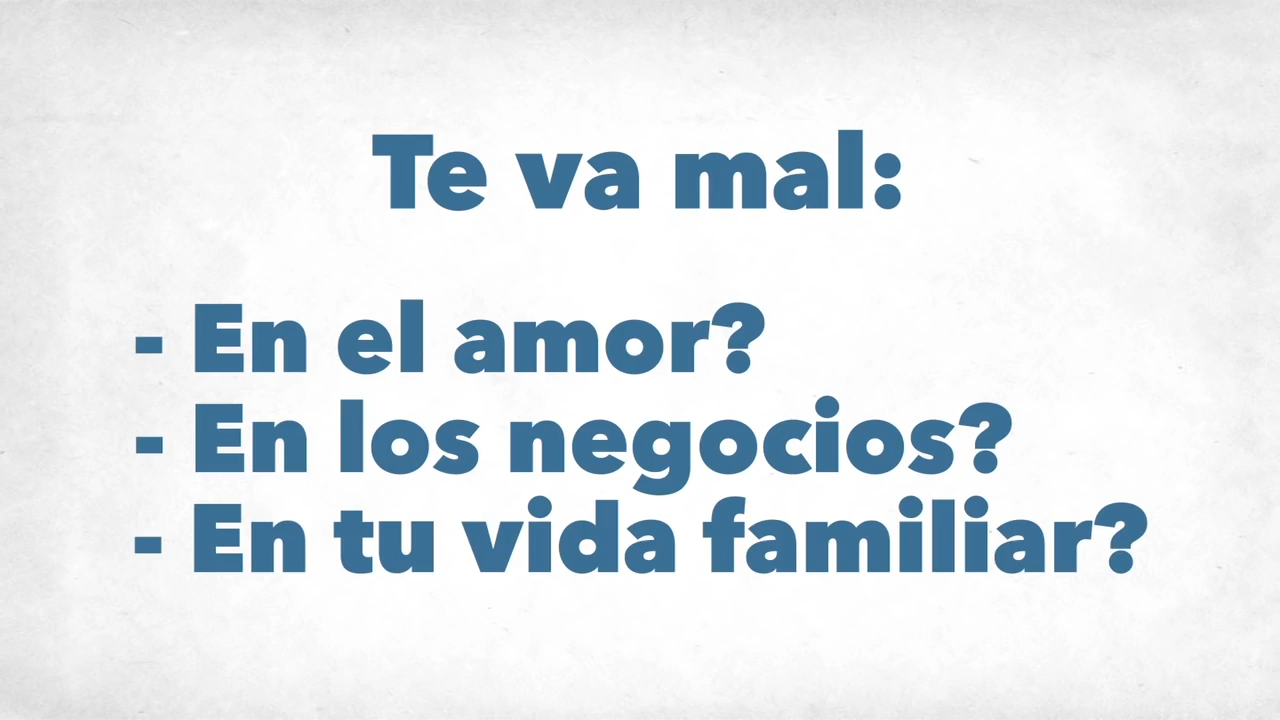 Te va mal:
- En el amor?
- En los negocios?
- En tu vida familiar?